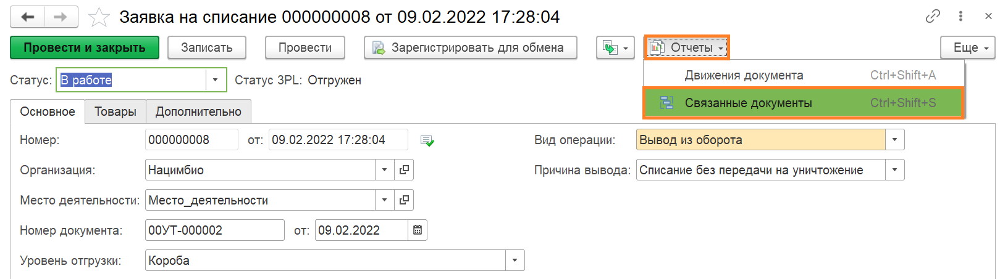 Заявка на списание 000000008 от 09.02.2022 17:28:04
Провести и закрыть Записать Провести Зарегистрировать для обмена Отчеты Еще
Движения документа Ctrl+Shift+A
Статус: В работе Статус 3PL: Отгружен
Связанные документы Ctrl+Shift+S
Основное Товары Дополнительно
Номер: 000000008 от: 09.02.2022 17:28:04 Вид операции: Вывод из оборота
Организация: Нацимбио Причина вывода: Списание без передачи на уничтожение
Место деятельности: Место_деятельности
Номер документа: 00УТ-000002 от: 09.02.2022
Уровень отгрузки: Короба